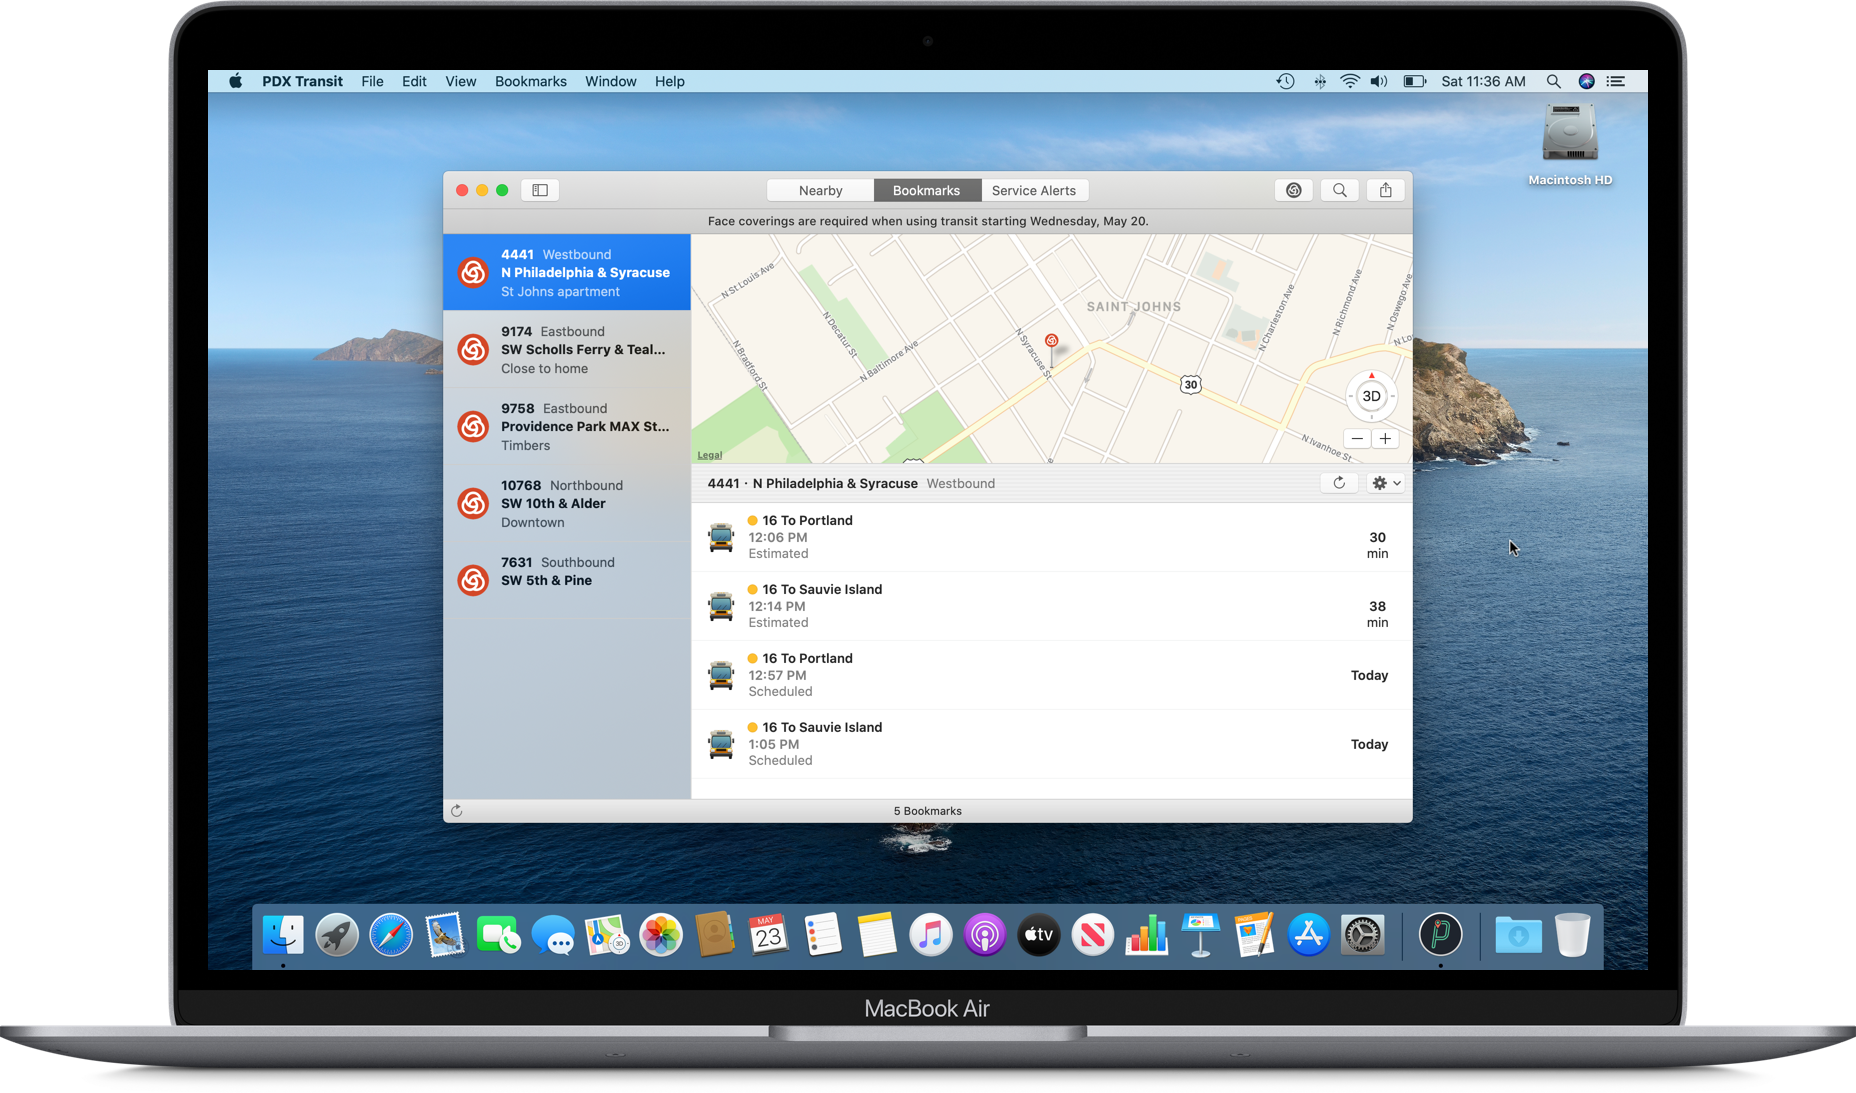 PDX Transit File Edit View Bookmarks Window Help Sat 11:36 AM
Macintosh HD
Nearby Bookmarks Service Alerts
Face coverings are required when using transit starting Wednesday, May 20.
4441 Westbound
N Philadelphia & Syracuse
St Johns apartment
9174 Eastbound
SW Scholls Ferry & Teal...
Close to home
9758 Eastbound
Providence Park MAX St...
Timbers
10768 Northbound
SW 10th & Alder
Downtown
7631 Southbound
SW 5th & Pine
N St Louis Ave
N Decatur St
N Bradford St
N Baltimore Ave
N Syracuse St
SAINT JOHNS
N Charleston Ave
N Richmond Ave
N Oswego Ave
N Lo
30
N Ivanhoe St
3D
Legal
4441 · N Philadelphia & Syracuse Westbound
16 To Portland
12:06 PM
Estimated
30
min
16 To Sauvie Island
12:14 PM
Estimated
38
min
16 To Portland
12:57 PM
Scheduled
Today
16 To Sauvie Island
1:05 PM
Scheduled
Today
5 Bookmarks
MAY
23
tv
MacBook Air